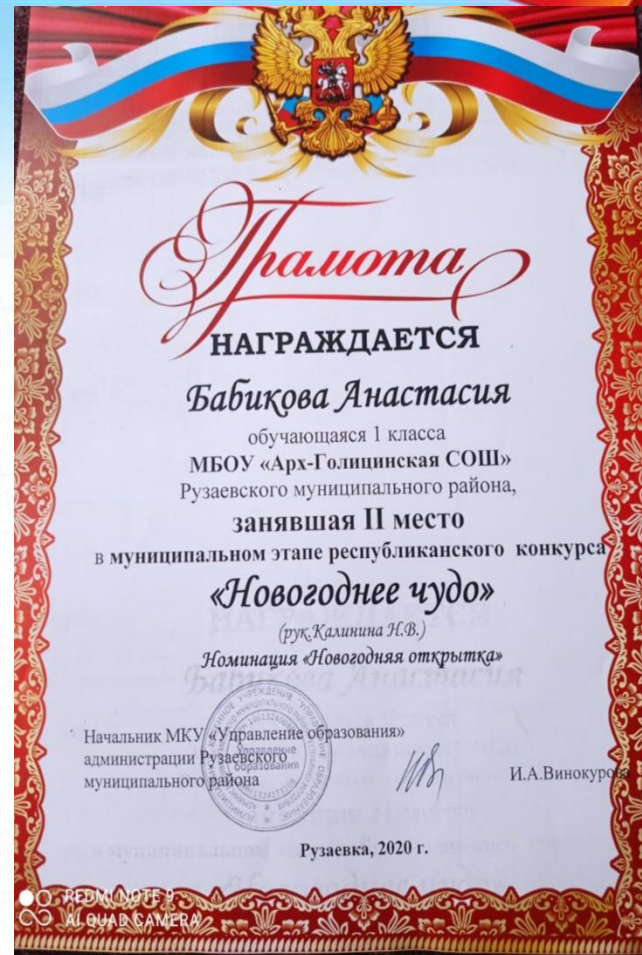 Грамота
НАГРАЖДАЕТСЯ
Бабикова Анастасия
обучающаяся 1 класса
МБОУ «Арх-Голицинская СОШ»
Рузаевского муниципального района,
занявшая II место
в муниципальном этапе республиканского конкурса
«Новогоднее чудо»
(рук.Калинина Н.В.)
Номинация «Новогодняя открытка»
Начальник МКУ «Управление образования»
администрации Рузаевского
муниципального района
И.А.Винокурова
Управление
образования
Рузаевка, 2020 г.
REDMI NOTE 9
AI QUAD CAMERA